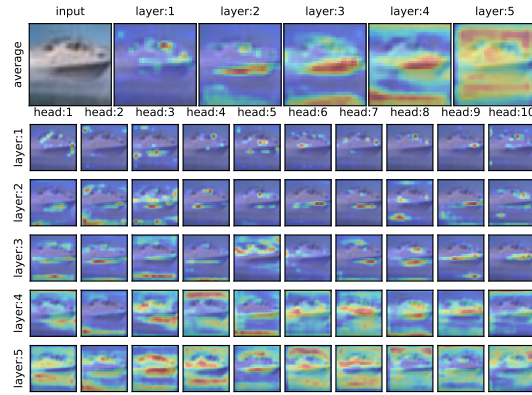 input layer:1 layer:2 layer:3 layer:4 layer:5
average
head:1 head:2 head:3 head:4 head:5 head:6 head:7 head:8 head:9 head:10
layer:1
layer:2
layer:3
layer:4
layer:5